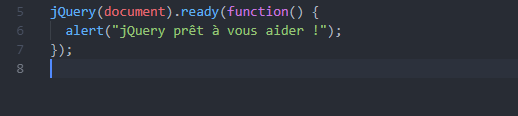 5 jQuery(document).ready(function() {
6 alert("jQuery prêt à vous aider !");
7 });
8